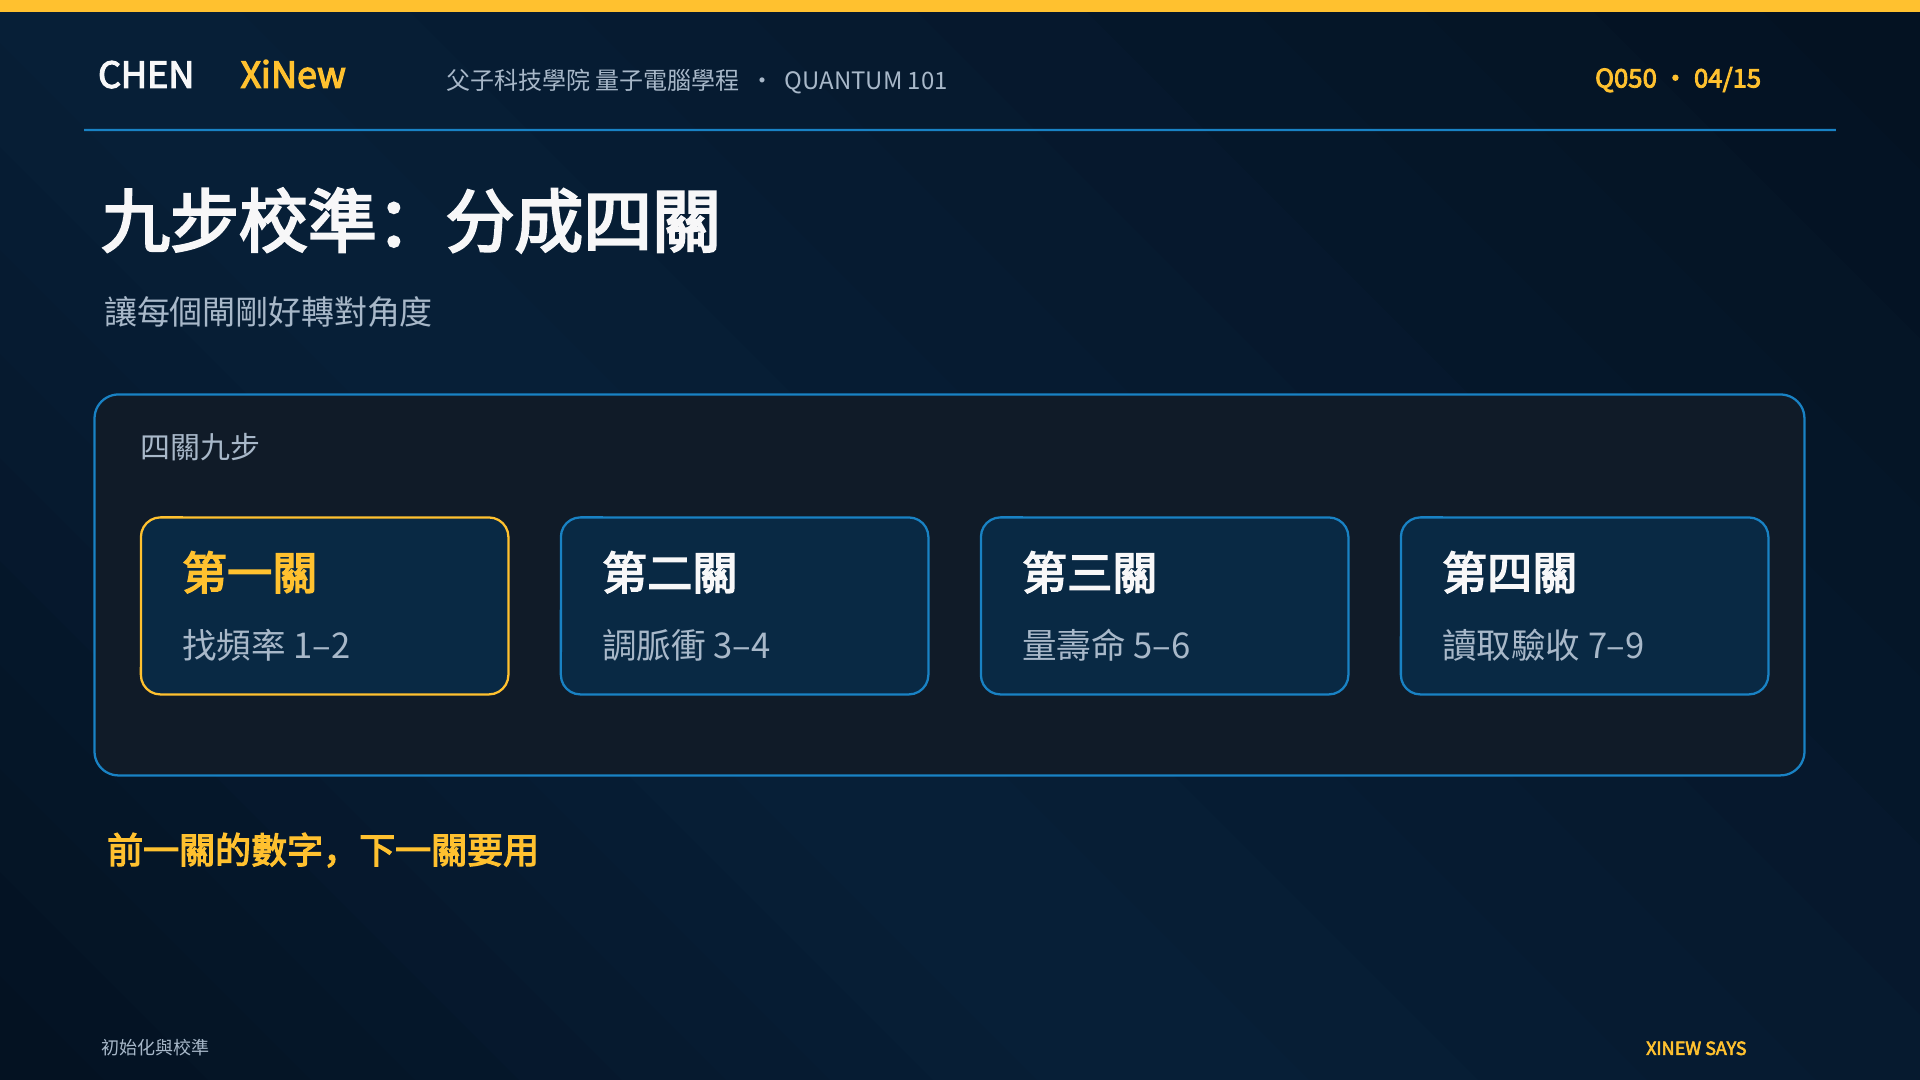 CHEN XiNew 父子科技學院 量子電腦學程 · QUANTUM 101 Q050 · 04/15
九步校準：分成四關
讓每個閘剛好轉對角度
四關九步
第一關
找頻率 1–2
第二關
調脈衝 3–4
第三關
量壽命 5–6
第四關
讀取驗收 7–9
前一關的數字，下一關要用
初始化與校準
XINEW SAYS